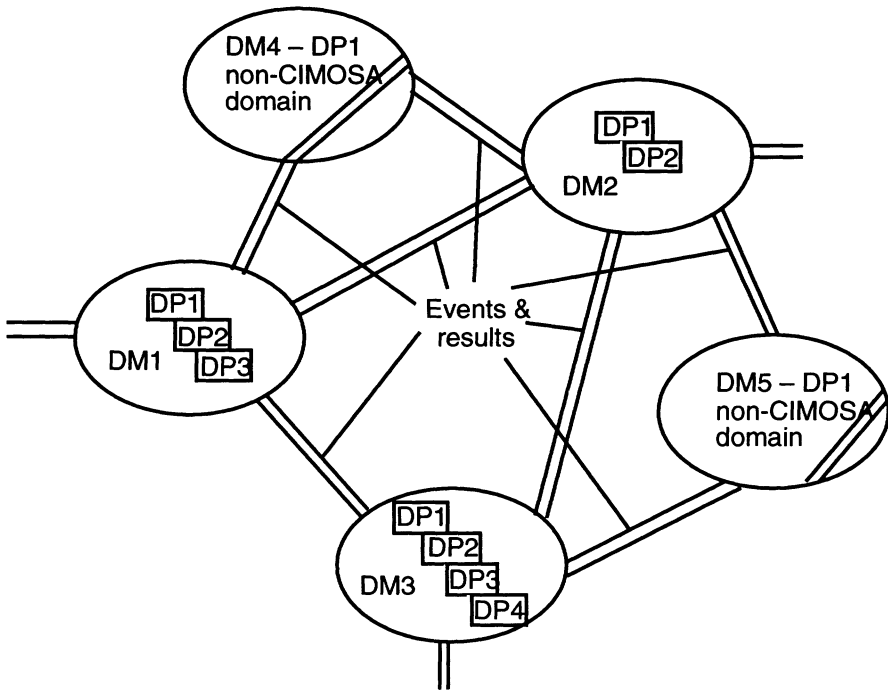 DM4 – DP1
non-CIMOSA
domain
DP1
DP2
DM2
Events &
results
DP1
DP2
DM1
DP3
DM5 – DP1
non-CIMOSA
domain
DP1
DP2
DP3
DM3
DP4